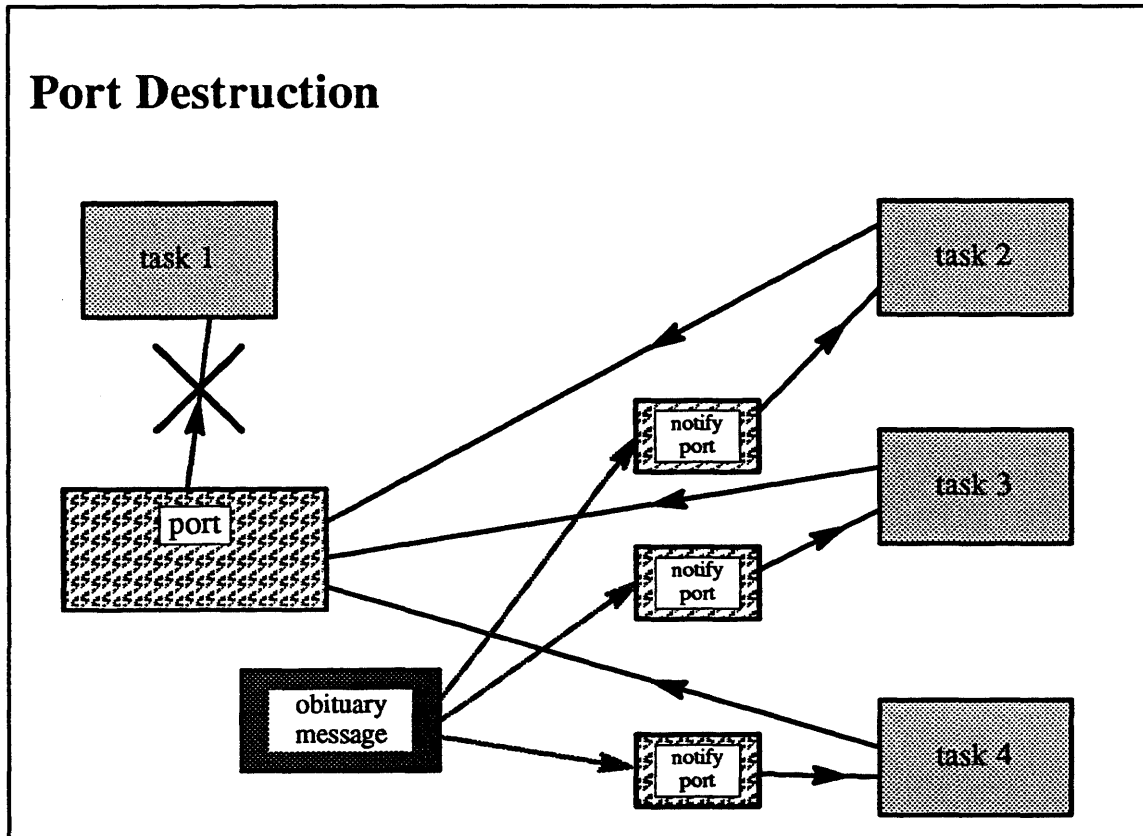 Port Destruction
task 1
task 2
notify
port
task 3
port
notify
port
obituary
message
task 4
notify
port